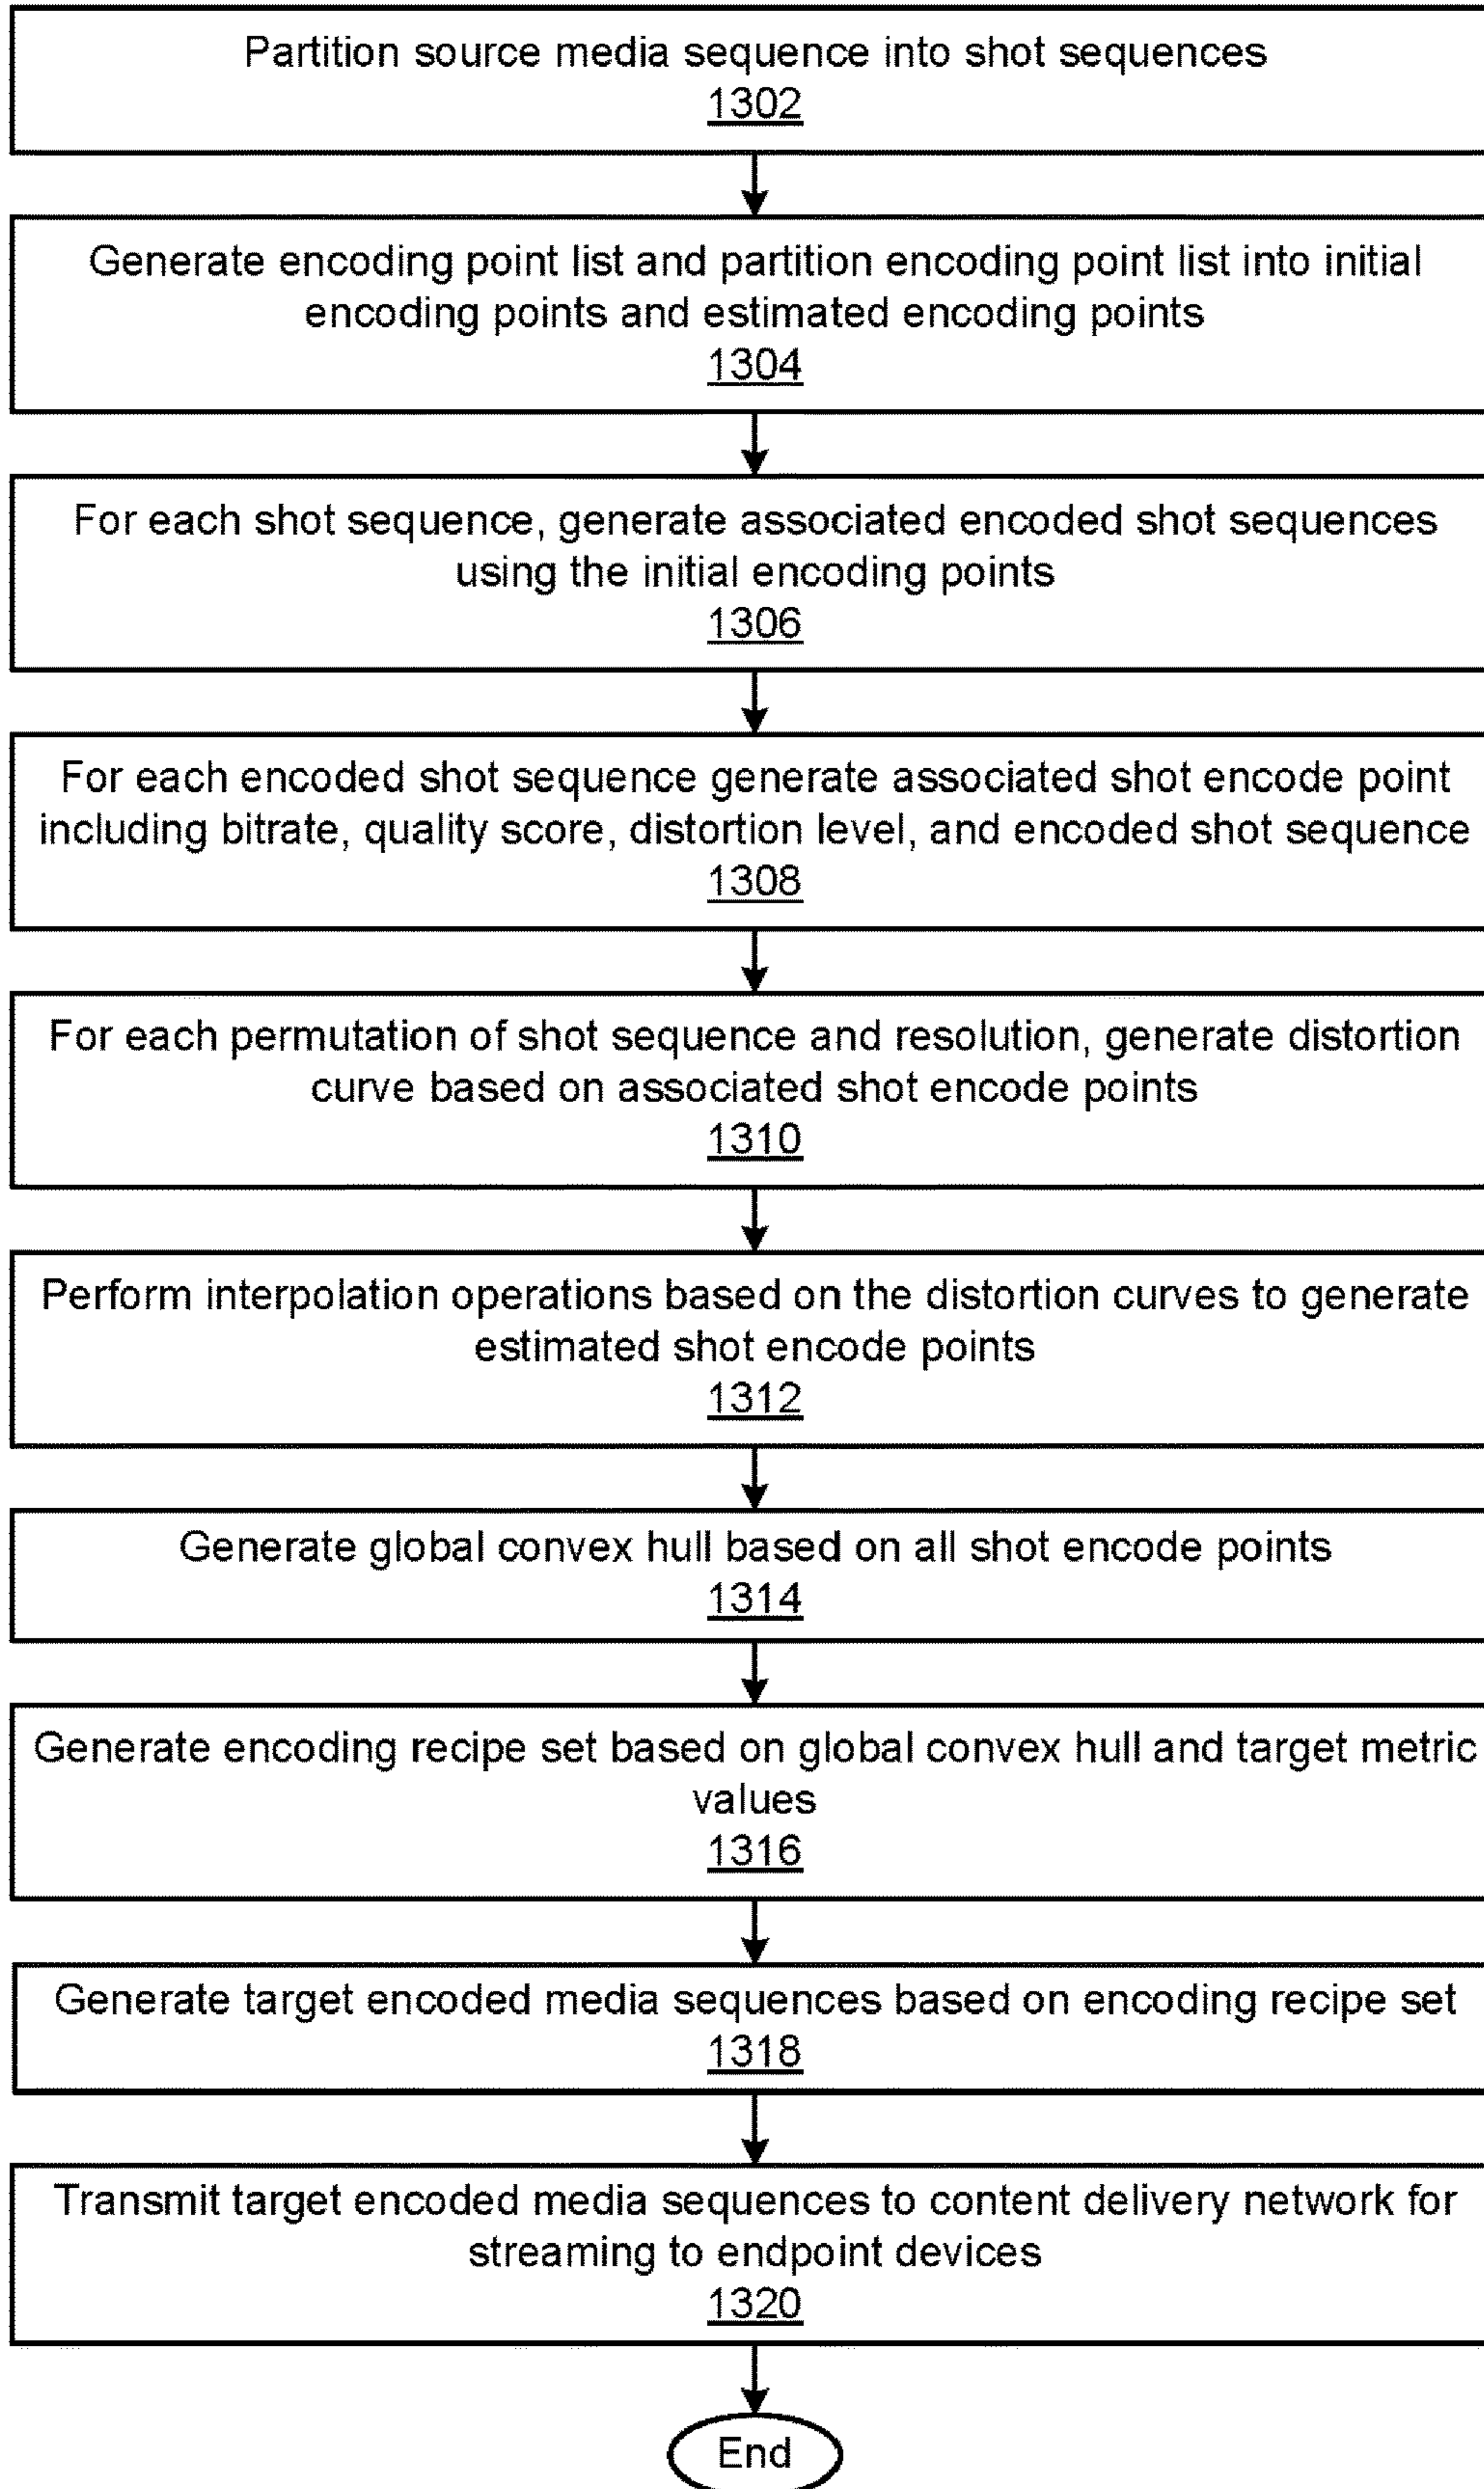 Partition source media sequence into shot sequences
1302
Generate encoding point list and partition encoding point list into initial
encoding points and estimated encoding points
1304
For each shot sequence, generate associated encoded shot sequences
using the initial encoding points
1306
For each encoded shot sequence generate associated shot encode point
including bitrate, quality score, distortion level, and encoded shot sequence
1308
For each permutation of shot sequence and resolution, generate distortion
curve based on associated shot encode points
1310
Perform interpolation operations based on the distortion curves to generate
estimated shot encode points
1312
Generate global convex hull based on all shot encode points
1314
Generate encoding recipe set based on global convex hull and target metric
values
1316
Generate target encoded media sequences based on encoding recipe set
1318
Transmit target encoded media sequences to content delivery network for
streaming to endpoint devices
1320
End